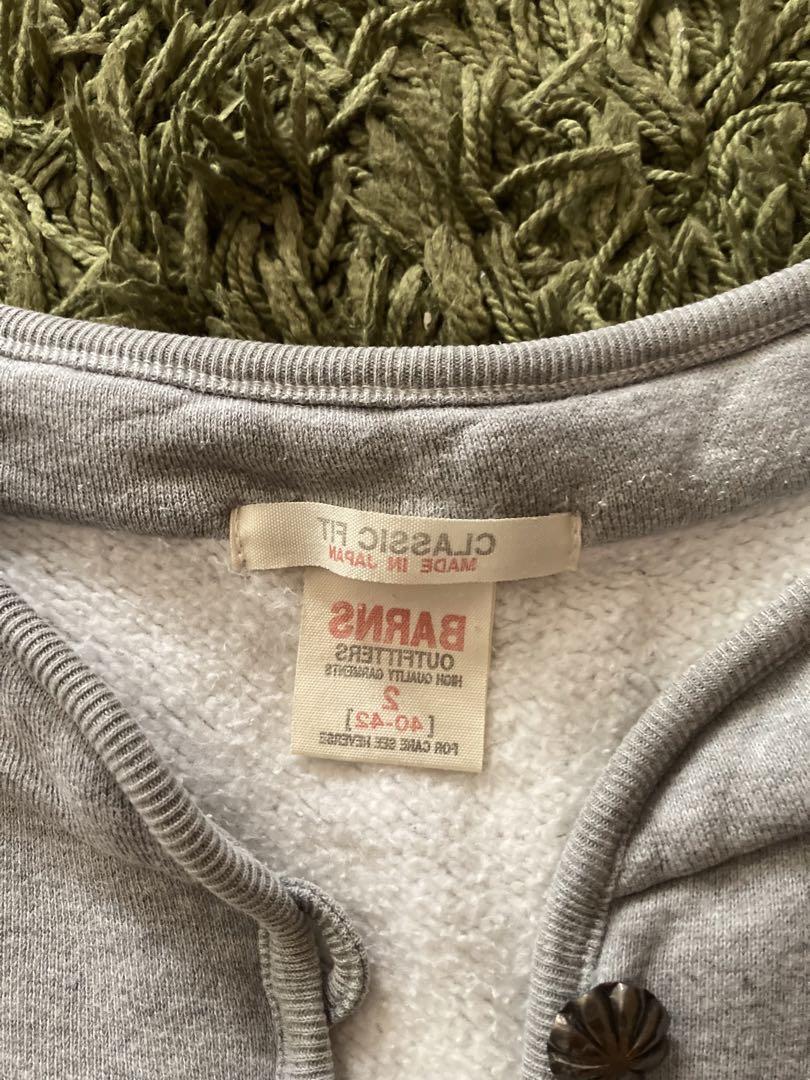 CLASSIC FIT
MADE IN JAPAN
BARNS
OUTFITTERS
HIGH QUALITY GARMENTS
2
[40-42]
FOR CARE SEE REVERSE